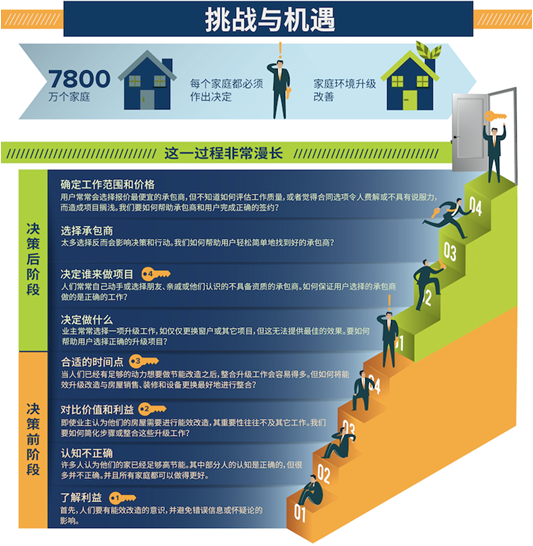 挑战与机遇
7800
万个家庭
每个家庭都必须
作出决定
家庭环境升级
改善
这一过程非常漫长
决策后阶段
确定工作范围和价格
用户常常会选择报价最便宜的承包商，但不知道如何评估工作质量，或者觉得合同选项令人费解或不具有说服力，
而造成项目搁浅。我们要如何帮助承包商和用户完成正确的签约？
选择承包商
太多选择反而会影响决策和行动。我们如何帮助用户轻松简单地找到好的承包商？
决定谁来做项目
4
人们常常自己动手或选择朋友、亲戚或他们认识的不具备资质的承包商。如何保证用户选择的承包商
做的是正确的工作？
决定做什么
业主常常选择一项升级工作，如仅仅更换窗户或其它项目，但这无法提供最佳的效果。要如何
帮助用户选择正确的升级项目？
决策前阶段
合适的时间点
3
当人们已经有足够的动力想要做节能改造之后，整合升级工作会容易得多，但如何将能
效升级改造与房屋销售、装修和设备更换最好地进行整合？
对比价值和利益
2
即使业主认为他们的房屋需要进行能效改造，其重要性往往不及其它工作。我们
要如何简化步骤或整合这些升级工作？
认知不正确
许多人认为他们的家已经足够高节能。其中部分人的认知是正确的，但很
多并不正确。并且所有家庭都可以做得更好。
了解利益
1
首先，人们要有能效改造的意识，并避免错误信息或怀疑论的
影响。
04
03
02
01
04
03
02
01